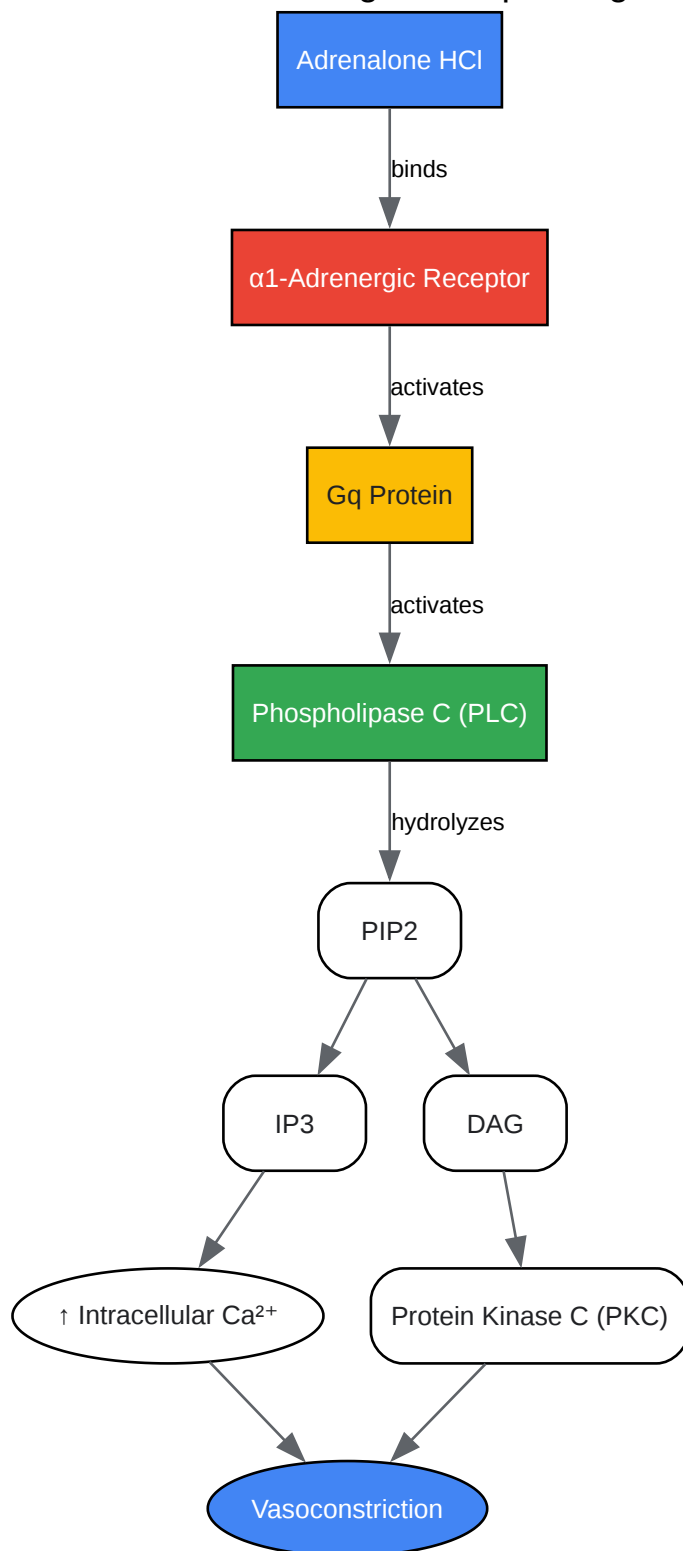 Adrenalone HCl
binds
α1-Adrenergic Receptor
activates
Gq Protein
activates
Phospholipase C (PLC)
hydrolyzes
PIP2
IP3
DAG
↑ Intracellular Ca²⁺
Protein Kinase C (PKC)
Vasoconstriction